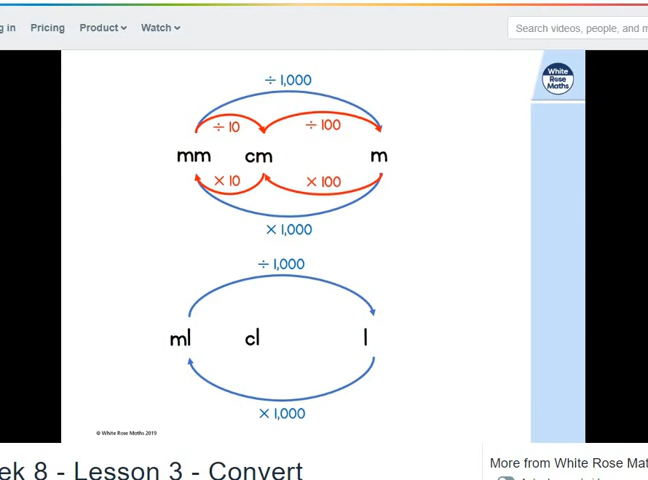 g in Pricing Product Watch
Search videos, people, and m
White
Rose
Maths
÷ 1,000
÷ 10 ÷ 100
mm cm m
× 10 × 100
× 1,000
÷ 1,000
ml cl l
× 1,000
© White Rose Maths 2019
ek 8 - Lesson 3 - Convert
More from White Rose Mat